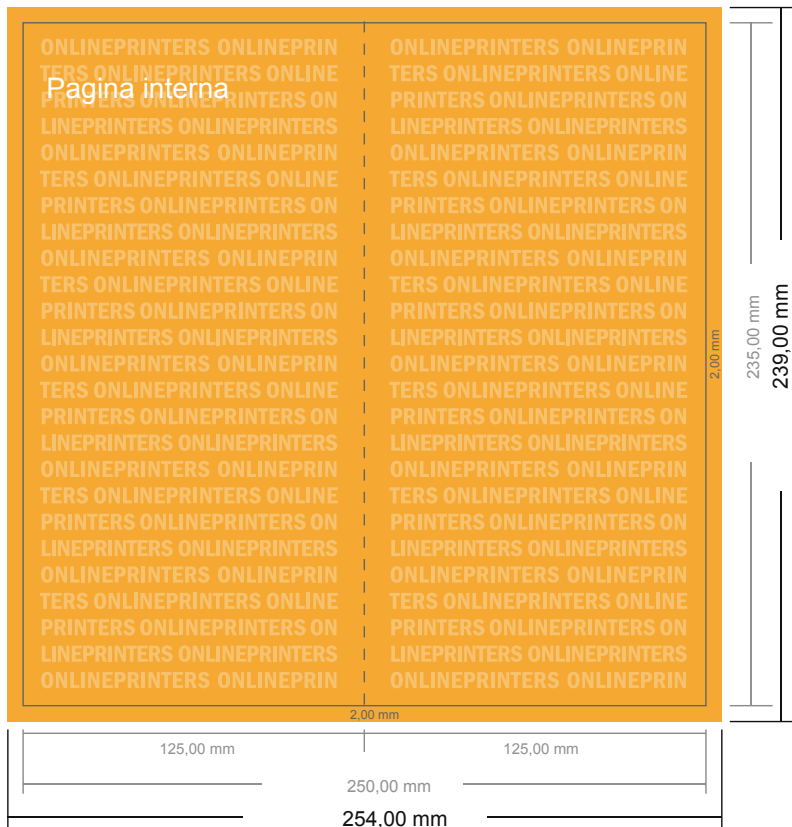 Pagina interna
ONLINEPRINTERS ONLINEPRIN
TERS ONLINEPRINTERS ONLINE
PRINTERS ONLINEPRINTERS ON
LINEPRINTERS ONLINEPRINTERS
ONLINEPRINTERS ONLINEPRIN
TERS ONLINEPRINTERS ONLINE
PRINTERS ONLINEPRINTERS ON
LINEPRINTERS ONLINEPRINTERS
ONLINEPRINTERS ONLINEPRIN
TERS ONLINEPRINTERS ONLINE
PRINTERS ONLINEPRINTERS ON
LINEPRINTERS ONLINEPRINTERS
ONLINEPRINTERS ONLINEPRIN
TERS ONLINEPRINTERS ONLINE
PRINTERS ONLINEPRINTERS ON
LINEPRINTERS ONLINEPRINTERS
ONLINEPRINTERS ONLINEPRIN
TERS ONLINEPRINTERS ONLINE
PRINTERS ONLINEPRINTERS ON
LINEPRINTERS ONLINEPRINTERS
ONLINEPRINTERS ONLINEPRIN
TERS ONLINEPRINTERS ONLINE
PRINTERS ONLINEPRINTERS ON
LINEPRINTERS ONLINEPRINTERS
ONLINEPRINTERS ONLINEPRIN
ONLINEPRINTERS ONLINEPRIN
TERS ONLINEPRINTERS ONLINE
PRINTERS ONLINEPRINTERS ON
LINEPRINTERS ONLINEPRINTERS
ONLINEPRINTERS ONLINEPRIN
TERS ONLINEPRINTERS ONLINE
PRINTERS ONLINEPRINTERS ON
LINEPRINTERS ONLINEPRINTERS
ONLINEPRINTERS ONLINEPRIN
TERS ONLINEPRINTERS ONLINE
PRINTERS ONLINEPRINTERS ON
LINEPRINTERS ONLINEPRINTERS
ONLINEPRINTERS ONLINEPRIN
TERS ONLINEPRINTERS ONLINE
PRINTERS ONLINEPRINTERS ON
LINEPRINTERS ONLINEPRINTERS
ONLINEPRINTERS ONLINEPRIN
TERS ONLINEPRINTERS ONLINE
PRINTERS ONLINEPRINTERS ON
LINEPRINTERS ONLINEPRINTERS
ONLINEPRINTERS ONLINEPRIN
TERS ONLINEPRINTERS ONLINE
PRINTERS ONLINEPRINTERS ON
LINEPRINTERS ONLINEPRINTERS
ONLINEPRINTERS ONLINEPRIN
2,00 mm
235,00 mm
239,00 mm
2,00 mm
125,00 mm
125,00 mm
250,00 mm
254,00 mm